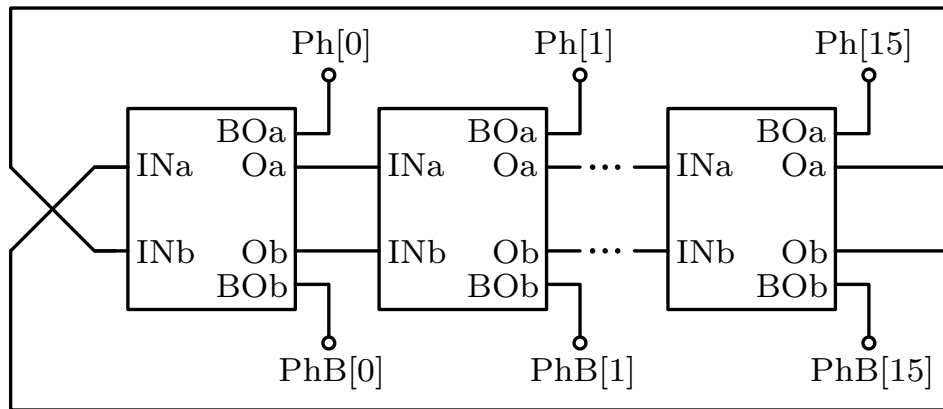 Ph[0] Ph[1] Ph[15]
BOa BOa BOa
INa Oa INa Oa ... INa Oa
INb Ob INb Ob ... INb Ob
BOb BOb BOb
PhB[0] PhB[1] PhB[15]